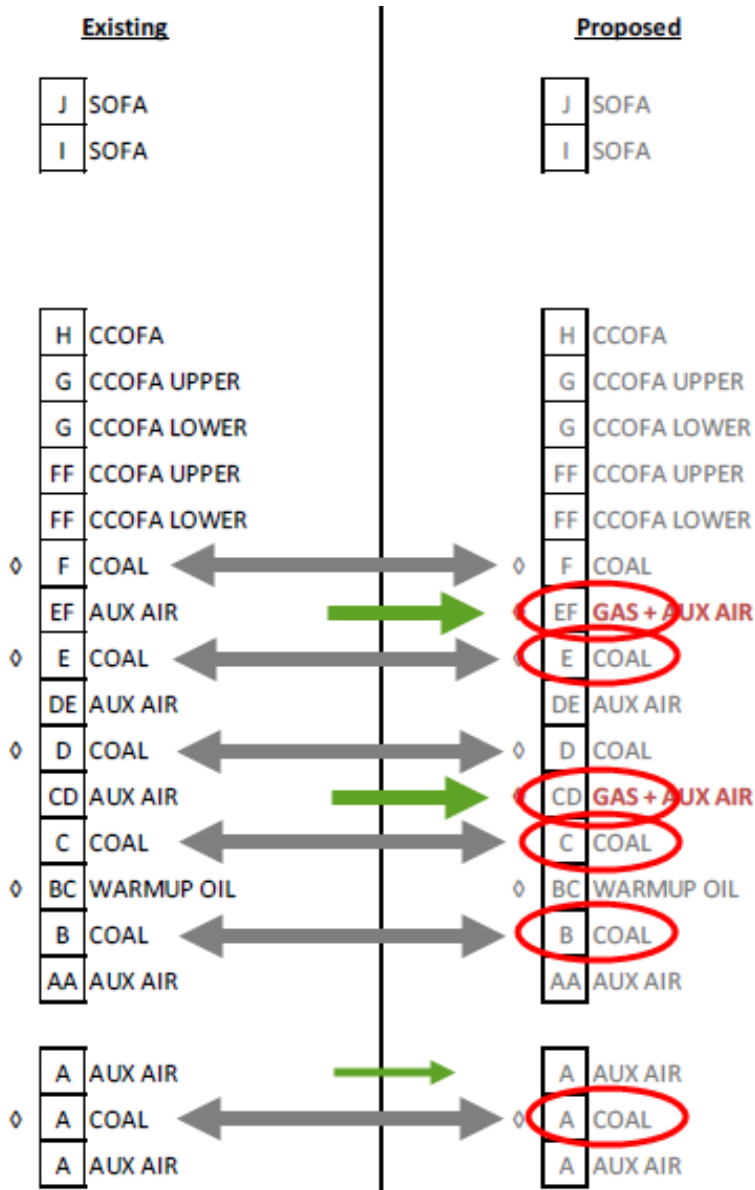 Existing Proposed
J SOFA J SOFA
I SOFA I SOFA
H CCOFA H CCOFA
G CCOFA UPPER G CCOFA UPPER
G CCOFA LOWER G CCOFA LOWER
FF CCOFA UPPER FF CCOFA UPPER
FF CCOFA LOWER FF CCOFA LOWER
◊ F COAL ◊ F COAL
EF AUX AIR ◊ EF GAS + AUX AIR
◊ E COAL ◊ E COAL
DE AUX AIR DE AUX AIR
◊ D COAL ◊ D COAL
CD AUX AIR ◊ CD GAS + AUX AIR
C COAL C COAL
◊ BC WARMUP OIL ◊ BC WARMUP OIL
B COAL B COAL
AA AUX AIR AA AUX AIR
A AUX AIR A AUX AIR
◊ A COAL ◊ A COAL
A AUX AIR A AUX AIR